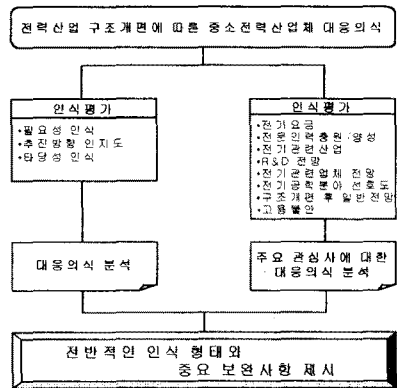 전력산업 구조개편에 따른 중소전력산업체 대응의식
인식평가
•필요성 인식
•추진방향 인지도
•타당성 인식
인식평가
•전기요금
•전문인력충원/양성
•전기관련산업
•R&D 전망
•전기관련업체 전망
•전기공학분야 선호도
•구조개편 후 일반전망
•고용불안
대응의식 분석
주요 관심사에 대한
대응의식 분석
전반적인 인식 형태와
중요 보완사항 제시